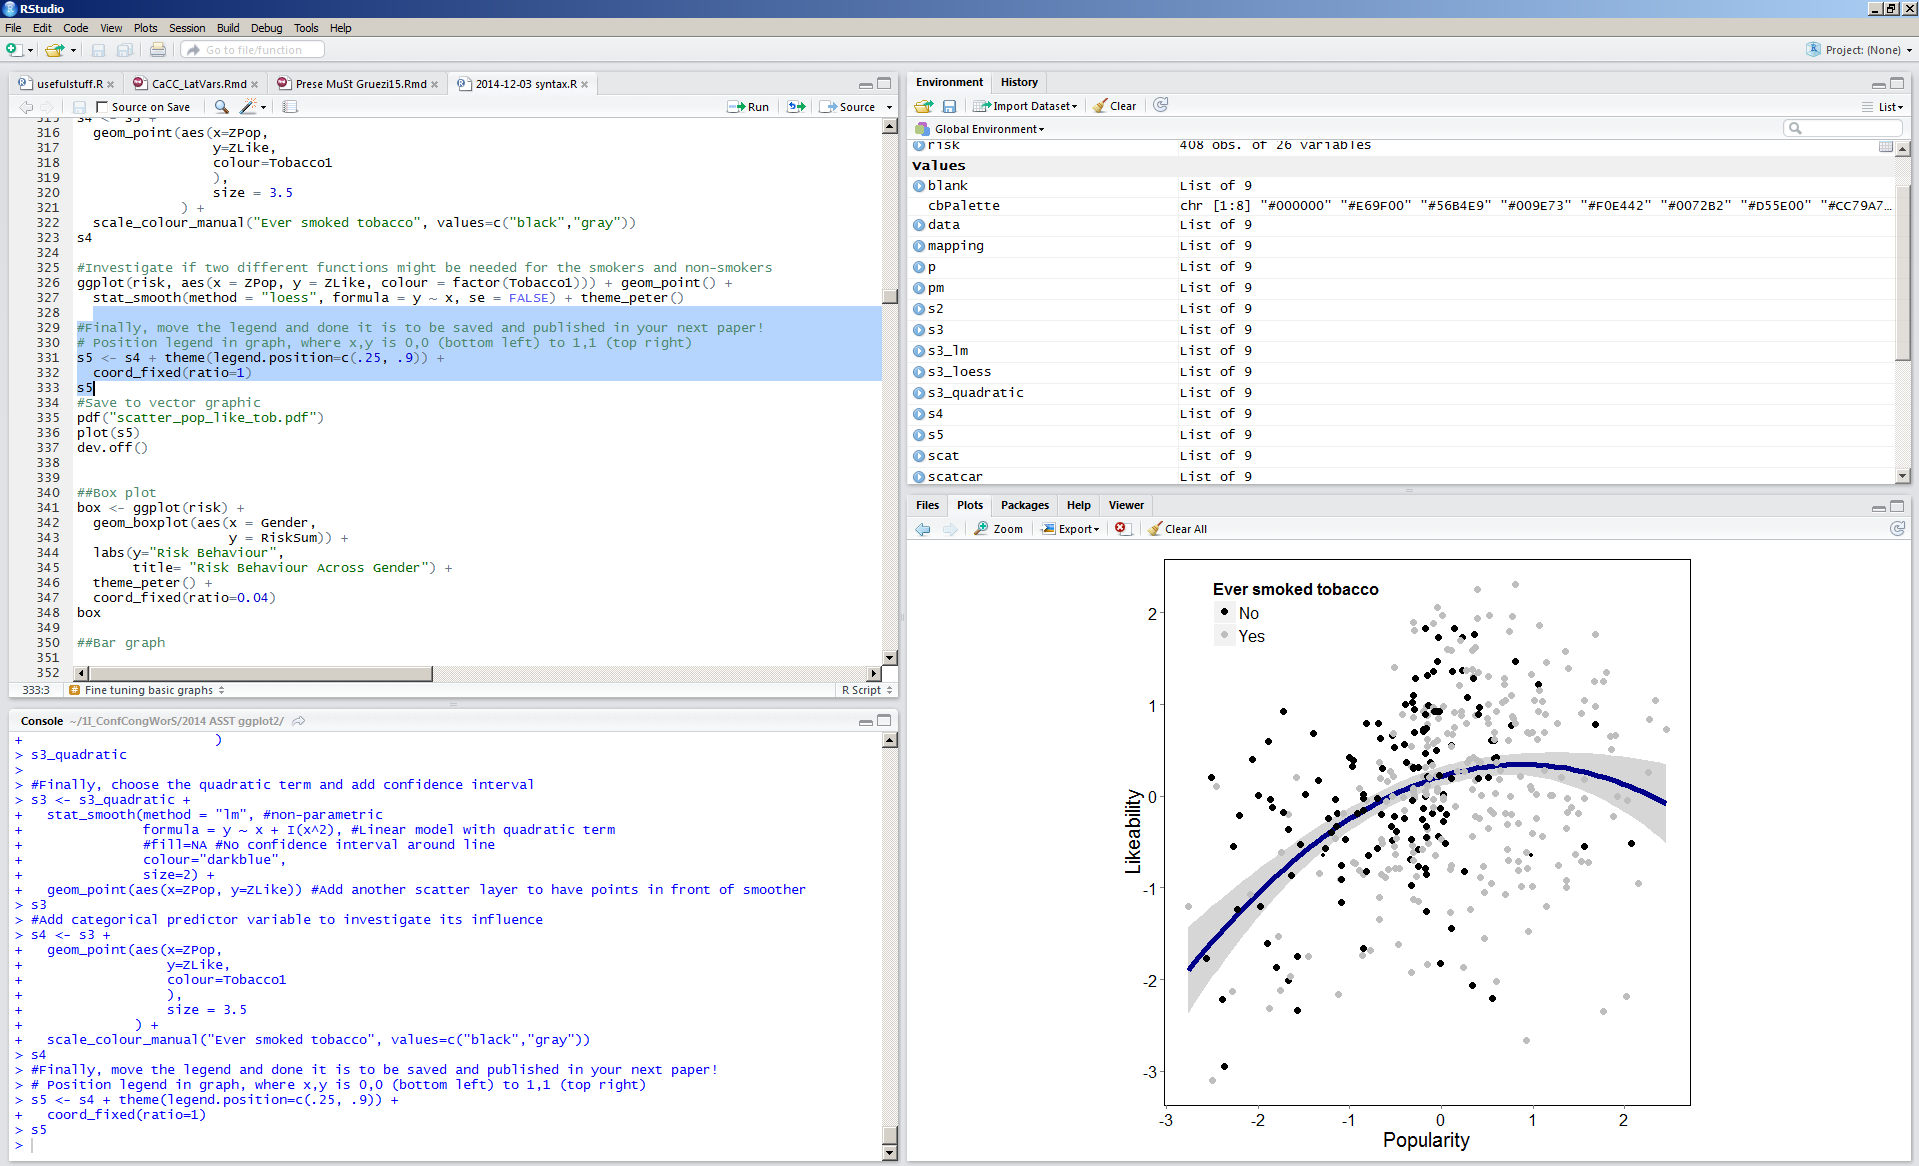 RStudio
File Edit Code View Plots Session Build Debug Tools Help
Go to file/function
Project: (None)
usefulstuff.R
CaCC_LatVars.Rmd
Prese MuSt Gruezi15.Rmd
2014-12-03 syntax.R
Source on Save
Run
Source
315 s4 <- s3 +
316 geom_point(aes(x=ZPop,
317 y=ZLike,
318 colour=Tobacco1
319 ),
320 size = 3.5
321 ) +
322 scale_colour_manual("Ever smoked tobacco", values=c("black","gray"))
323 s4
324
325 #Investigate if two different functions might be needed for the smokers and non-smokers
326 ggplot(risk, aes(x = ZPop, y = ZLike, colour = factor(Tobacco1))) + geom_point() +
327 stat_smooth(method = "loess", formula = y ~ x, se = FALSE) + theme_peter()
328
329 #Finally, move the legend and done it is to be saved and published in your next paper!
330 # Position legend in graph, where x,y is 0,0 (bottom left) to 1,1 (top right)
331 s5 <- s4 + theme(legend.position=c(.25, .9)) +
332 coord_fixed(ratio=1)
333 s5
334 #Save to vector graphic
335 pdf("scatter_pop_like_tob.pdf")
336 plot(s5)
337 dev.off()
338
339
340 ##Box plot
341 box <- ggplot(risk) +
342 geom_boxplot(aes(x = Gender,
343 y = RiskSum)) +
344 labs(y="Risk Behaviour",
345 title= "Risk Behaviour Across Gender") +
346 theme_peter() +
347 coord_fixed(ratio=0.04)
348 box
349
350 ##Bar graph
351
352
333:3
# Fine tuning basic graphs
R Script
Console ~/1I_ConfCongWorS/2014 ASST ggplot2/
+ )
> s3_quadratic
>
> #Finally, choose the quadratic term and add confidence interval
> s3 <- s3_quadratic +
+ stat_smooth(method = "lm", #non-parametric
+ formula = y ~ x + I(x^2), #Linear model with quadratic term
+ #fill=NA #No confidence interval around line
+ colour="darkblue",
+ size=2) +
+ geom_point(aes(x=ZPop, y=ZLike)) #Add another scatter layer to have points in front of smoother
> s3
> #Add categorical predictor variable to investigate its influence
> s4 <- s3 +
+ geom_point(aes(x=ZPop,
+ y=ZLike,
+ colour=Tobacco1
+ ),
+ size = 3.5
+ ) +
+ scale_colour_manual("Ever smoked tobacco", values=c("black","gray"))
> s4
> #Finally, move the legend and done it is to be saved and published in your next paper!
> # Position legend in graph, where x,y is 0,0 (bottom left) to 1,1 (top right)
> s5 <- s4 + theme(legend.position=c(.25, .9)) +
+ coord_fixed(ratio=1)
> s5
>
Environment History
Import Dataset Clear
List
Global Environment
risk 408 obs. of 26 variables
Values
blank List of 9
cbPalette chr [1:8] "#000000" "#E69F00" "#56B4E9" "#009E73" "#F0E442" "#0072B2" "#D55E00" "#CC79A7…
data List of 9
mapping List of 9
p List of 9
pm List of 9
s2 List of 9
s3 List of 9
s3_lm List of 9
s3_loess List of 9
s3_quadratic List of 9
s4 List of 9
s5 List of 9
scat List of 9
scatcar List of 9
Files Plots Packages Help Viewer
Zoom Export Clear All
Ever smoked tobacco
No
Yes
2
1
0
-1
-2
-3
Likeability
-3 -2 -1 0 1 2
Popularity